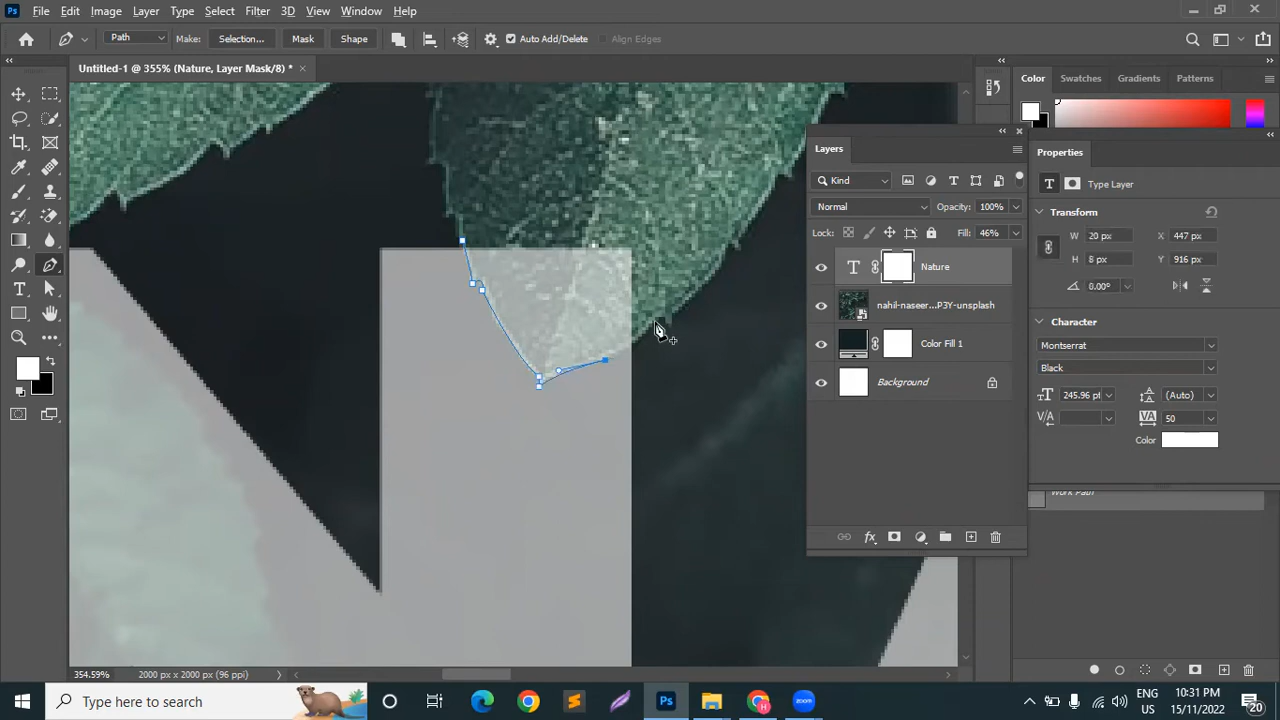 Ps File Edit Image Layer Type Select Filter 3D View Window Help
Path Make: Selection... Mask Shape Auto Add/Delete Align Edges
Untitled-1 @ 355% (Nature, Layer Mask/8) * ×
Color Swatches Gradients Patterns
Layers
Kind
Normal Opacity: 100%
Lock: Fill: 46%
T Nature
nahil-naseer...P3Y-unsplash
Color Fill 1
Background
fx
Properties
T Type Layer
Transform
W 20 px X 447 px
H 8 px Y 916 px
0.00°
Character
Montserrat
Black
245.96 pt (Auto)
V/A VA 50
Color
Work Path
354.59% 2000 px x 2000 px (96 ppi)
Type here to search
Ps
ENG
US
10:31 PM
15/11/2022
20